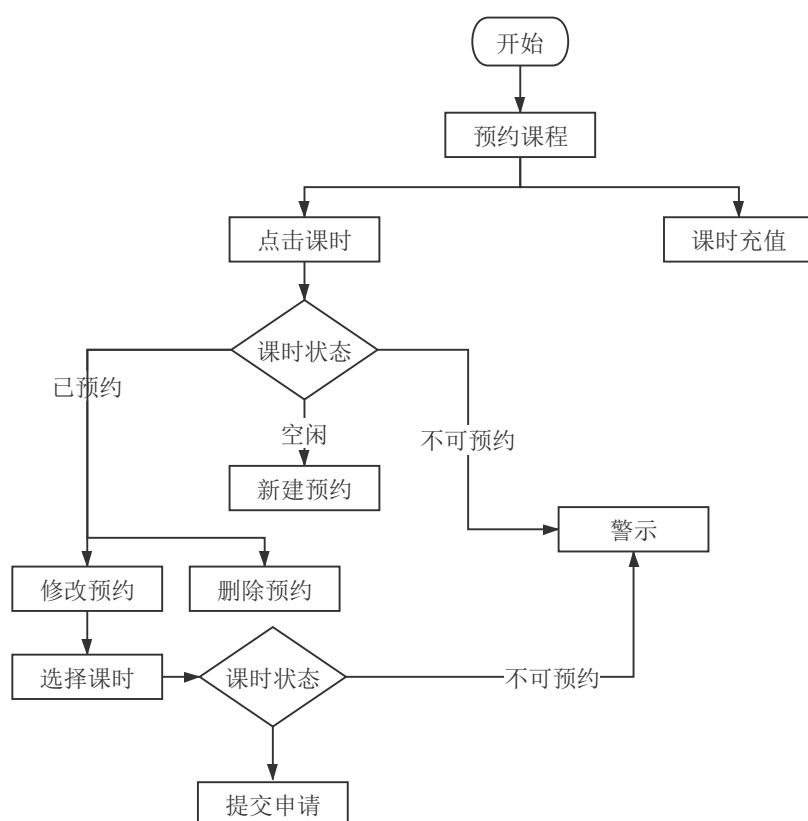 开始
预约课程
点击课时
课时充值
课时状态
已预约
空闲
不可预约
新建预约
警示
修改预约
删除预约
选择课时
课时状态
不可预约
提交申请